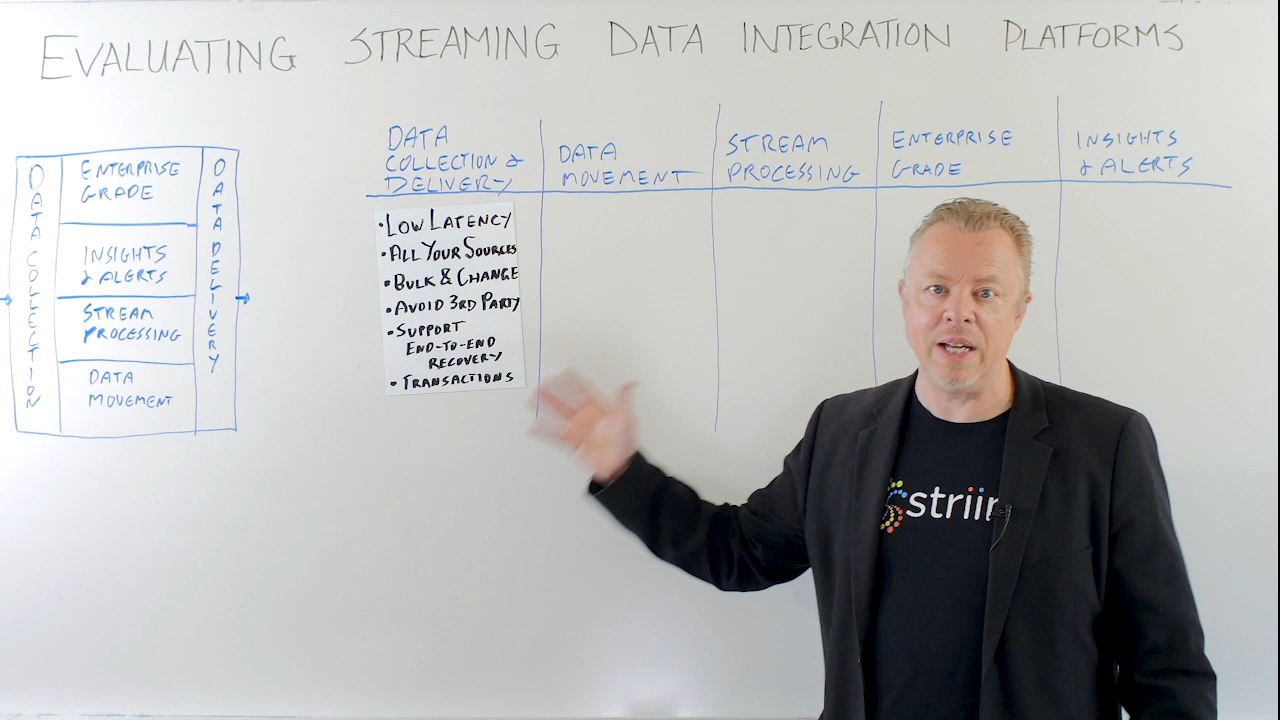 EVALUATING STREAMING DATA INTEGRATION PLATFORMS
DATA COLLECTION
ENTERPRISE
GRADE
INSIGHTS
& ALERTS
STREAM
PROCESSING
DATA
MOVEMENT
DATA DELIVERY
DATA
COLLECTION &
DELIVERY
• LOW LATENCY
• ALL YOUR SOURCES
• BULK & CHANGE
• AVOID 3RD PARTY
• SUPPORT
END-TO-END
RECOVERY
• TRANSACTIONS
DATA
MOVEMENT
STREAM
PROCESSING
ENTERPRISE
GRADE
INSIGHTS
& ALERTS
striim